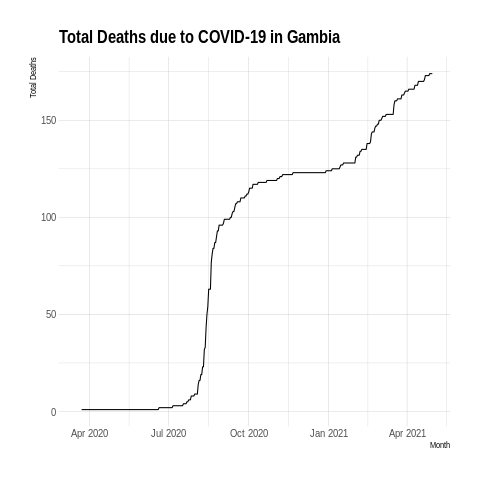 Total Deaths due to COVID-19 in Gambia
Total Deaths
150
100
50
0
Apr 2020 Jul 2020 Oct 2020 Jan 2021 Apr 2021
Month